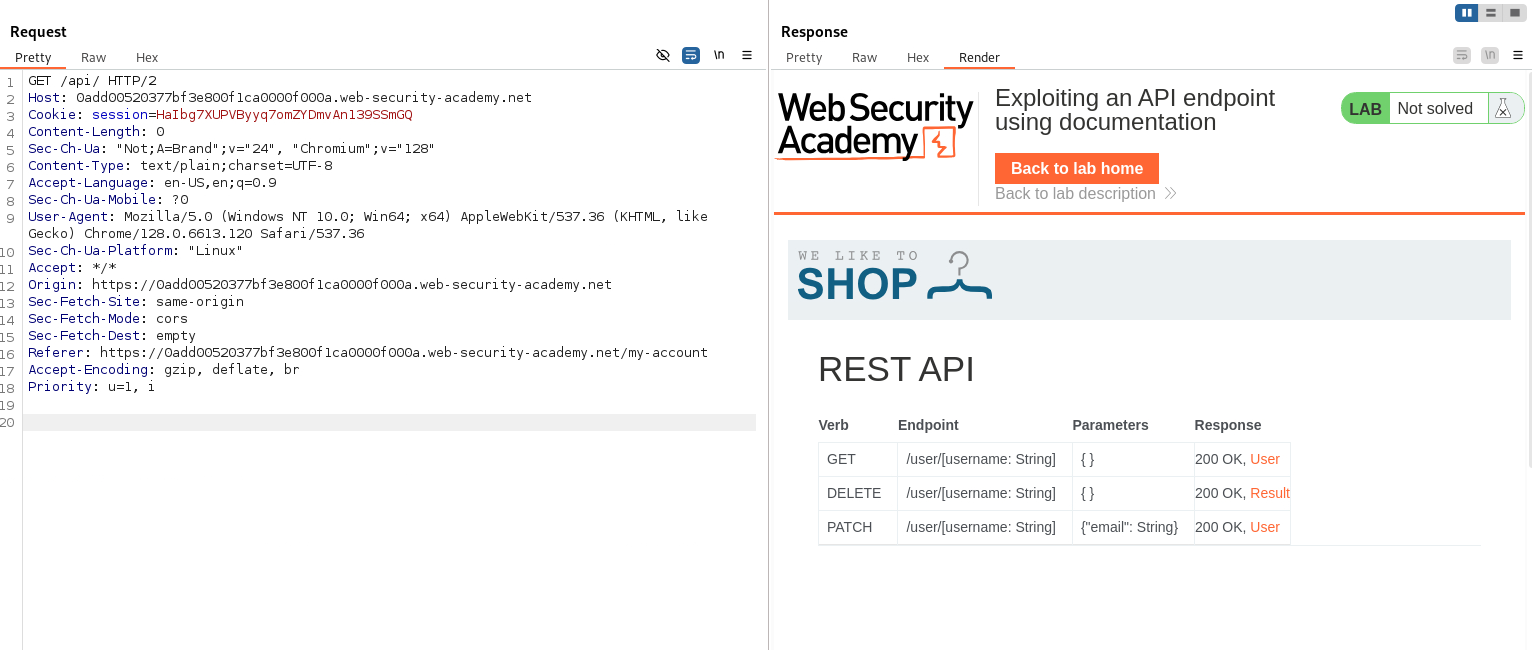 Request
Pretty Raw Hex
\n
1 GET /api/ HTTP/2
2 Host: 0add00520377bf3e800f1ca0000f000a.web-security-academy.net
3 Cookie: session=HaIbg7XUPVByyq7omZYDmvAn139SSmGQ
4 Content-Length: 0
5 Sec-Ch-Ua: "Not;A=Brand";v="24", "Chromium";v="128"
6 Content-Type: text/plain;charset=UTF-8
7 Accept-Language: en-US,en;q=0.9
8 Sec-Ch-Ua-Mobile: ?0
9 User-Agent: Mozilla/5.0 (Windows NT 10.0; Win64; x64) AppleWebKit/537.36 (KHTML, like
Gecko) Chrome/128.0.6613.120 Safari/537.36
10 Sec-Ch-Ua-Platform: "Linux"
11 Accept: */*
12 Origin: https://0add00520377bf3e800f1ca0000f000a.web-security-academy.net
13 Sec-Fetch-Site: same-origin
14 Sec-Fetch-Mode: cors
15 Sec-Fetch-Dest: empty
16 Referer: https://0add00520377bf3e800f1ca0000f000a.web-security-academy.net/my-account
17 Accept-Encoding: gzip, deflate, br
18 Priority: u=1, i
19
20
Response
Pretty Raw Hex Render
\n
Web Security
Academy
Exploiting an API endpoint
using documentation
Back to lab home
Back to lab description
LAB Not solved
WE LIKE TO
SHOP
REST API
Verb Endpoint Parameters Response
GET /user/[username: String] { } 200 OK, User
DELETE /user/[username: String] { } 200 OK, Result
PATCH /user/[username: String] {"email": String} 200 OK, User